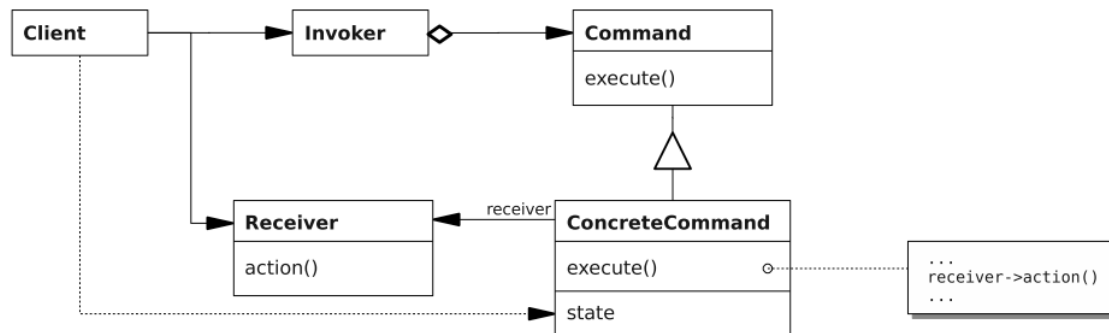 Client
Invoker
Command
execute()
receiver
Receiver
ConcreteCommand
action()
execute()
...
receiver->action()
...
state